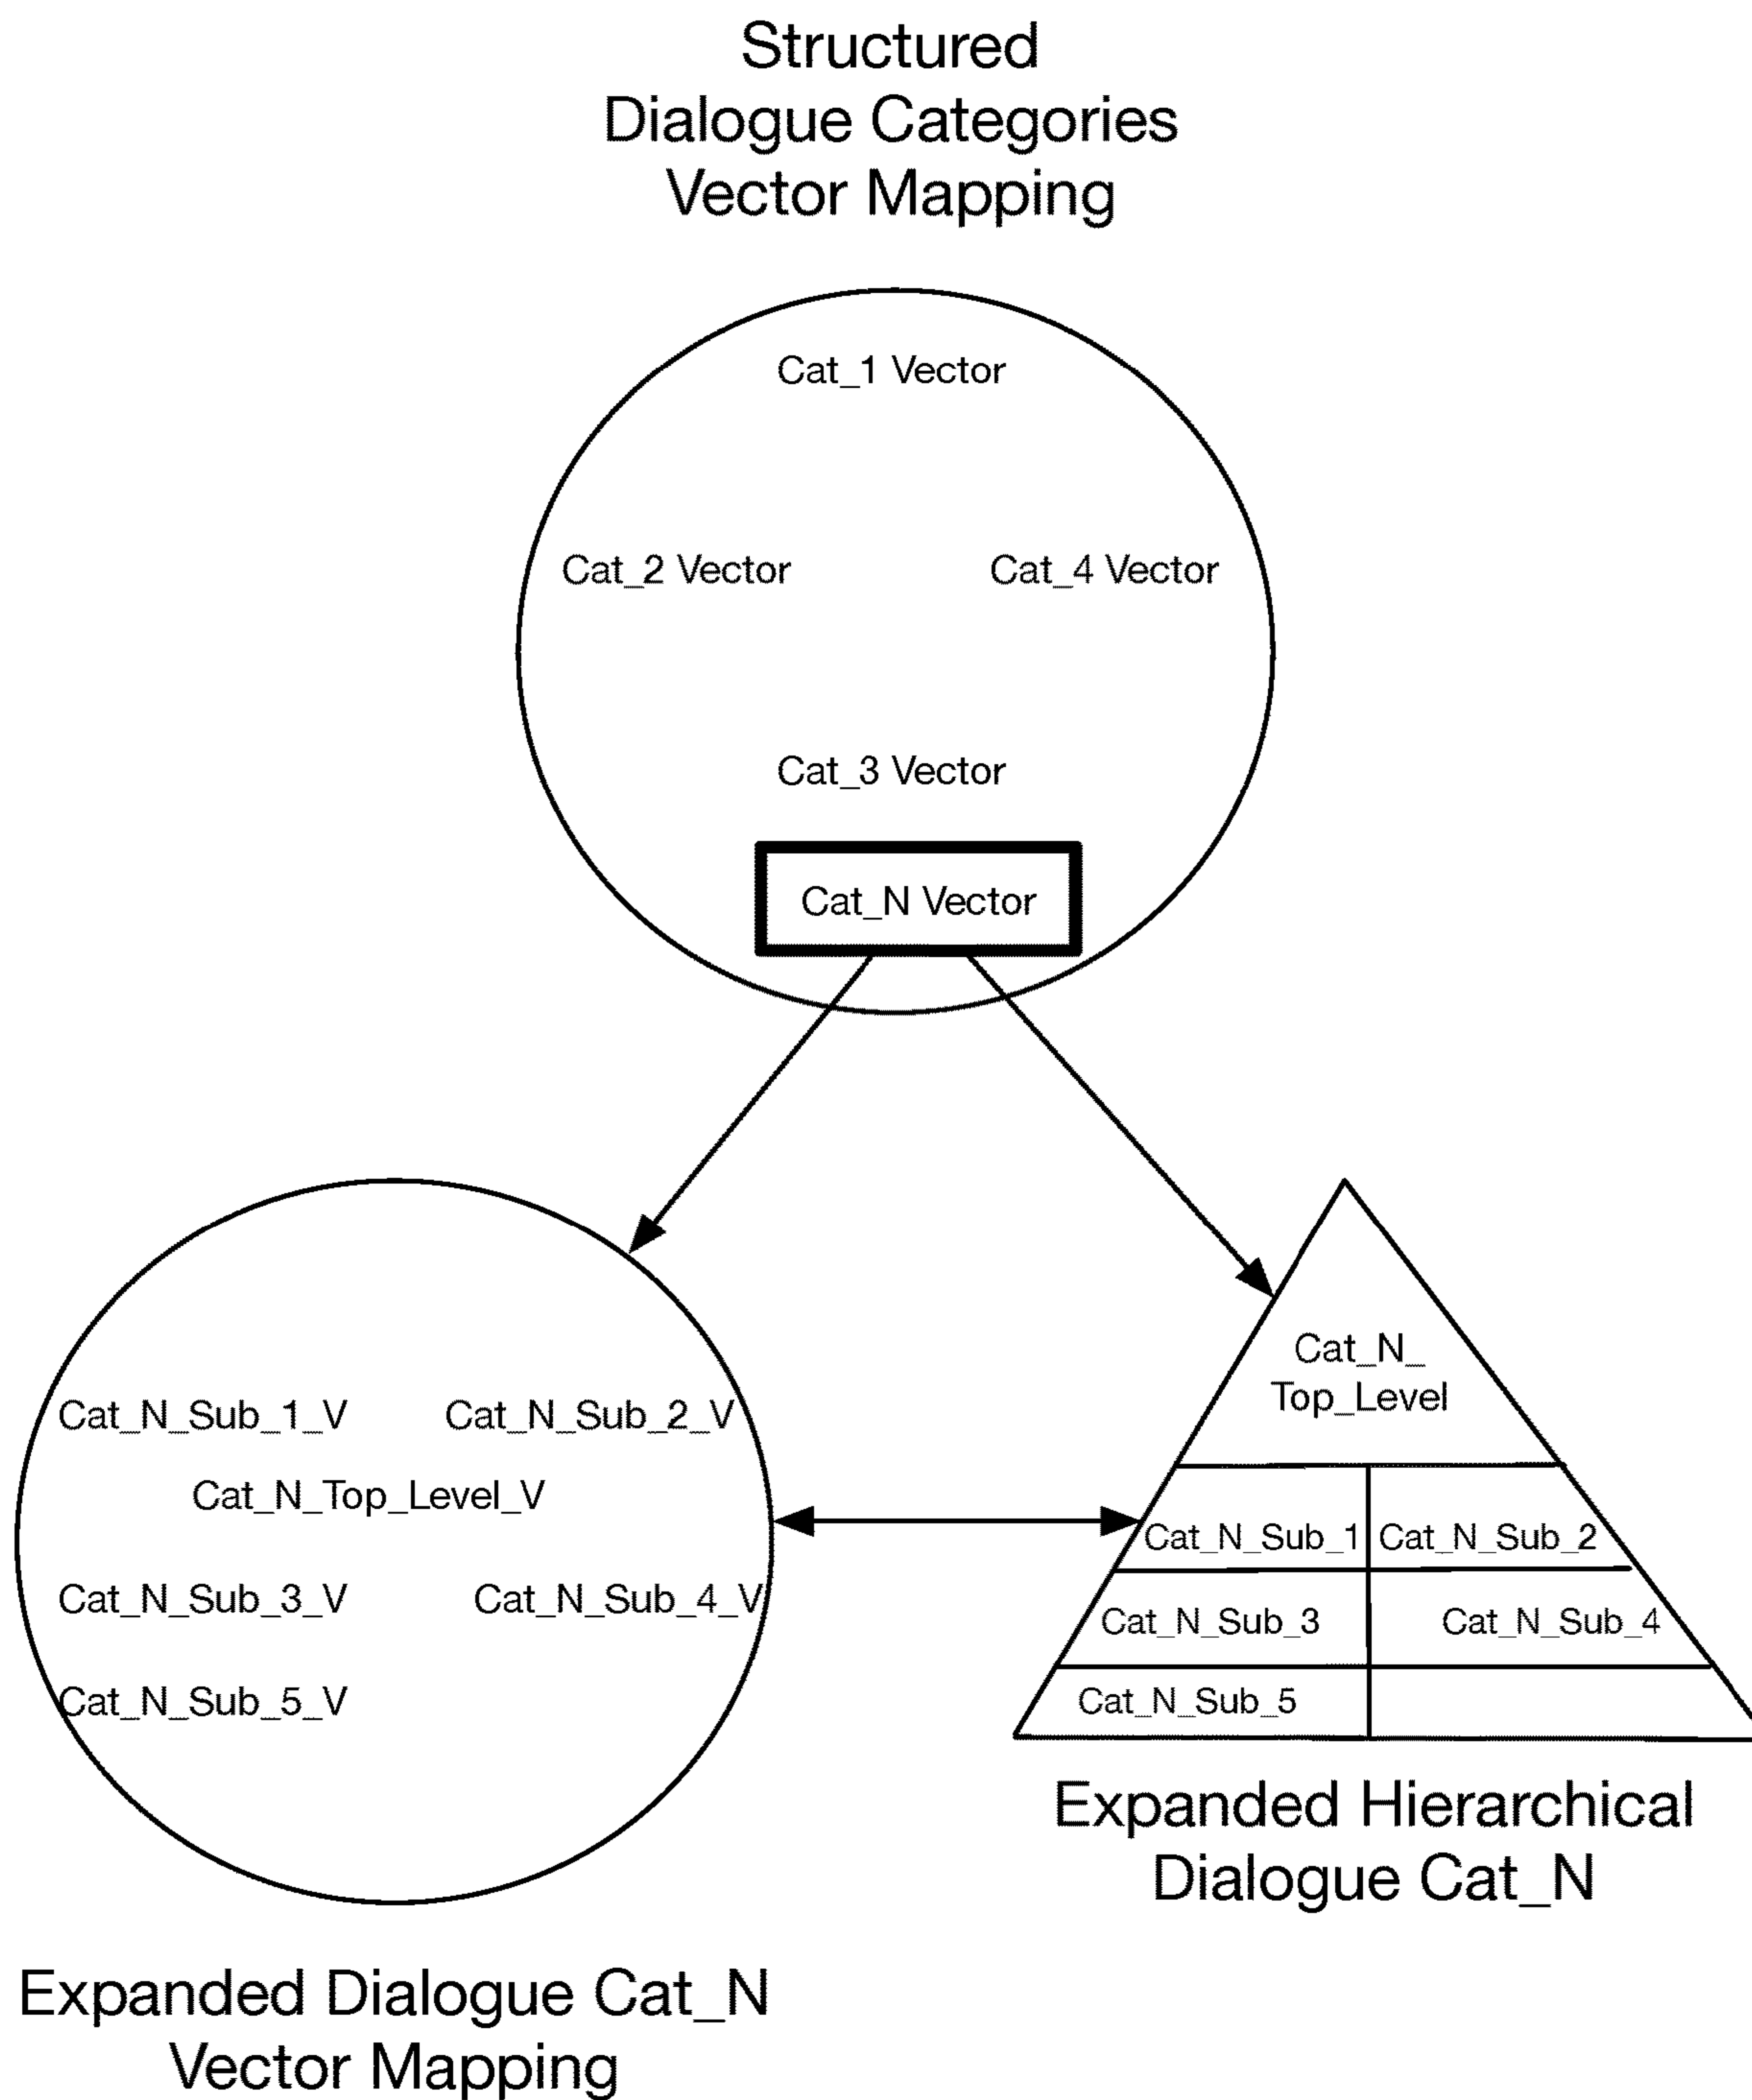 Structured
Dialogue Categories
Vector Mapping
Cat_1 Vector
Cat_2 Vector
Cat_4 Vector
Cat_3 Vector
Cat_N Vector
Cat_N_Sub_1_V
Cat_N_Sub_2_V
Cat_N_Top_Level_V
Cat_N_Sub_3_V
Cat_N_Sub_4_V
Cat_N_Sub_5_V
Expanded Dialogue Cat_N
Vector Mapping
Cat_N_
Top_Level
Cat_N_Sub_1
Cat_N_Sub_2
Cat_N_Sub_3
Cat_N_Sub_4
Cat_N_Sub_5
Expanded Hierarchical
Dialogue Cat_N